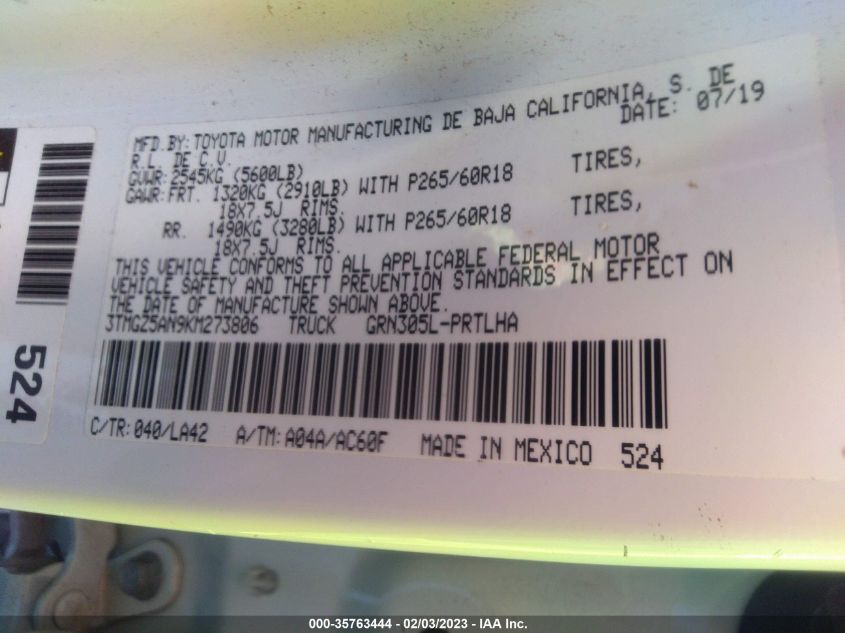 MFD.BY: TOYOTA MOTOR MANUFACTURING DE BAJA CALIFORNIA, S. DE
R.L. DE C.V. DATE: 07/19
GVWR: 2545KG (5600LB)
GAWR: FRT. 1320KG (2910LB) WITH P265/60R18 TIRES,
18X7.5J RIMS.
RR. 1490KG (3280LB) WITH P265/60R18 TIRES,
18X7.5J RIMS.
THIS VEHICLE CONFORMS TO ALL APPLICABLE FEDERAL MOTOR
VEHICLE SAFETY AND THEFT PREVENTION STANDARDS IN EFFECT ON
THE DATE OF MANUFACTURE SHOWN ABOVE.
3TMGZ5AN9KM273806 TRUCK GRN305L-PRTLHA
C/TR: 040/LA42 A/TM: A04A/AC60F MADE IN MEXICO 524
524
000-35763444 - 02/03/2023 - IAA Inc.